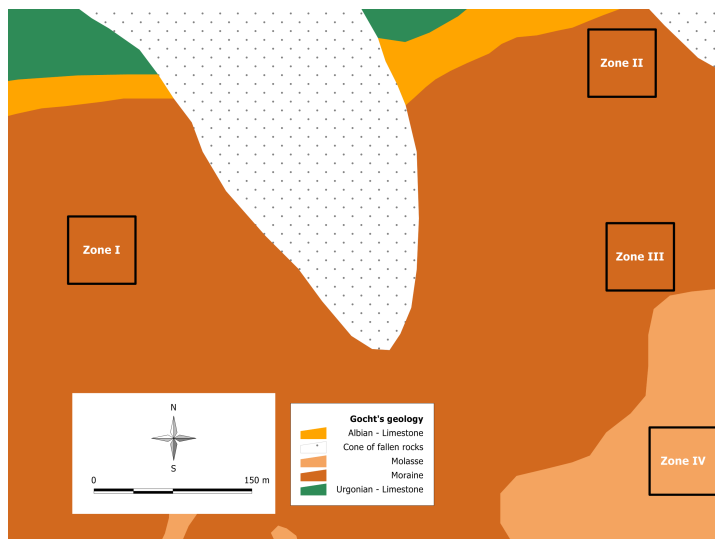 Zone II
Zone I
Zone III
Zone IV
N
S
0 150 m
Gocht's geology
Albian - Limestone
Cone of fallen rocks
Molasse
Moraine
Urgonian - Limestone